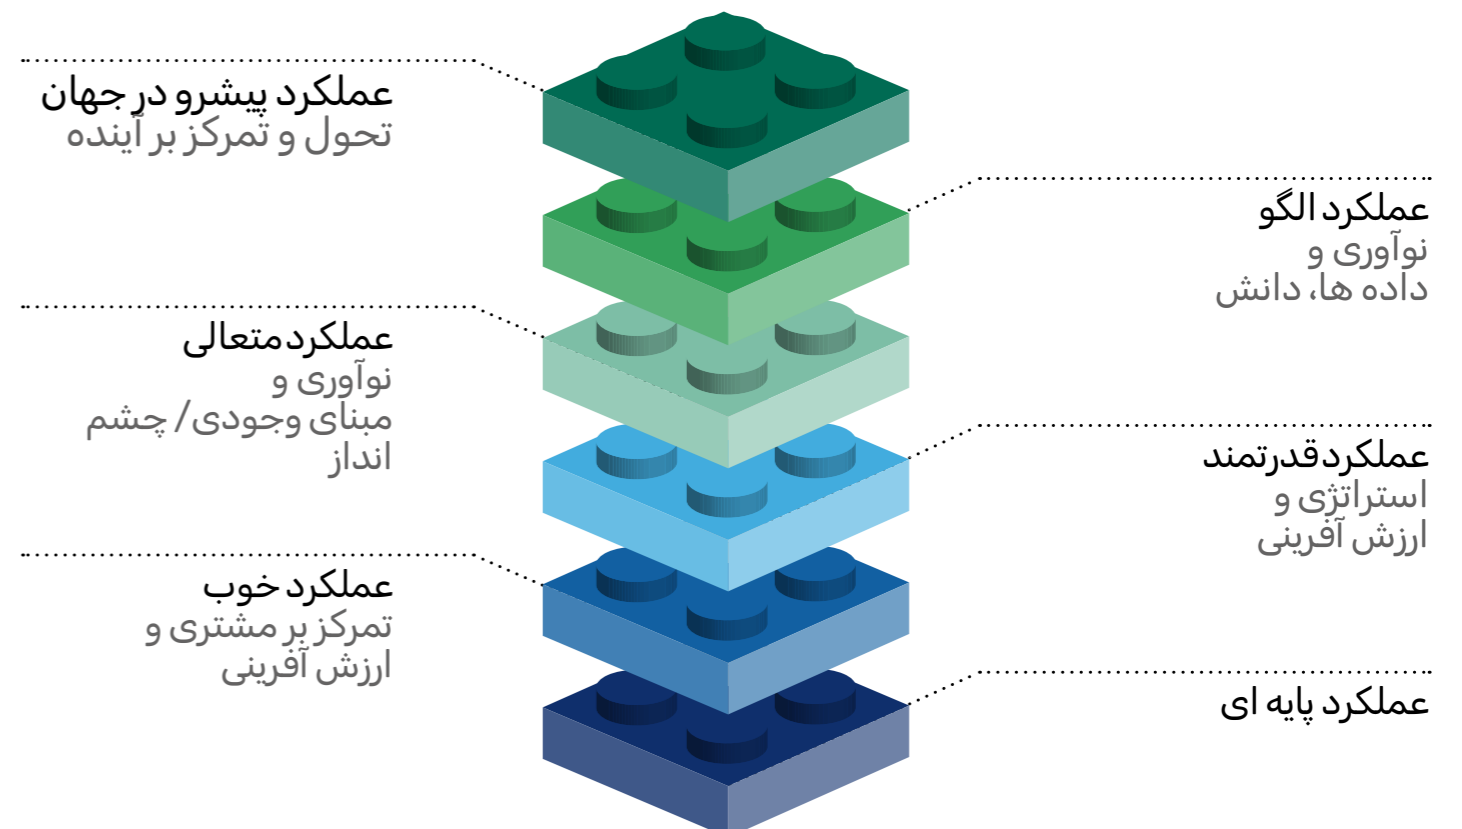 عملکرد پیشرو در جهان
تحول و تمرکز بر آینده
عملکرد الگو
نوآوری و
داده ها، دانش
عملکرد متعالی
نوآوری و
مبنای وجودی/ چشم
انداز
عملکرد قدرتمند
استراتژی و
ارزش آفرینی
عملکرد خوب
تمرکز بر مشتری و
ارزش آفرینی
عملکرد پایه ای